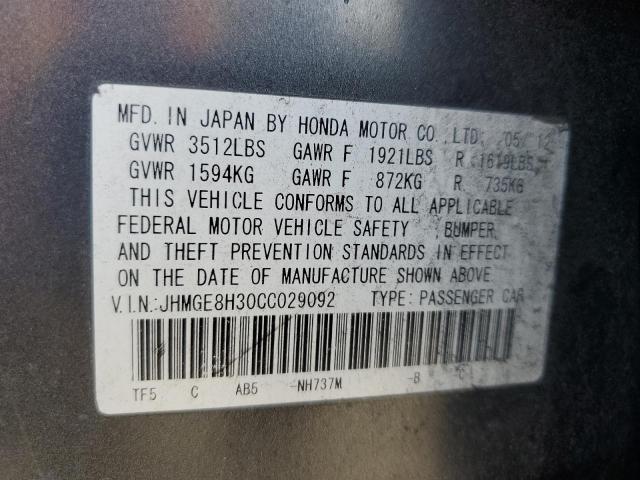 MFD. IN JAPAN BY HONDA MOTOR CO.,LTD. 05/12
GVWR 3512LBS GAWR F 1921LBS R 1619LBS
GVWR 1594KG GAWR F 872KG R. 735KG
THIS VEHICLE CONFORMS TO ALL APPLICABLE
FEDERAL MOTOR VEHICLE SAFETY ,BUMPER,
AND THEFT PREVENTION STANDARDS IN EFFECT
ON THE DATE OF MANUFACTURE SHOWN ABOVE.
V.I.N.:JHMGE8H30CC029092 TYPE: PASSENGER CAR
TF5 C AB5 -NH737M -B C